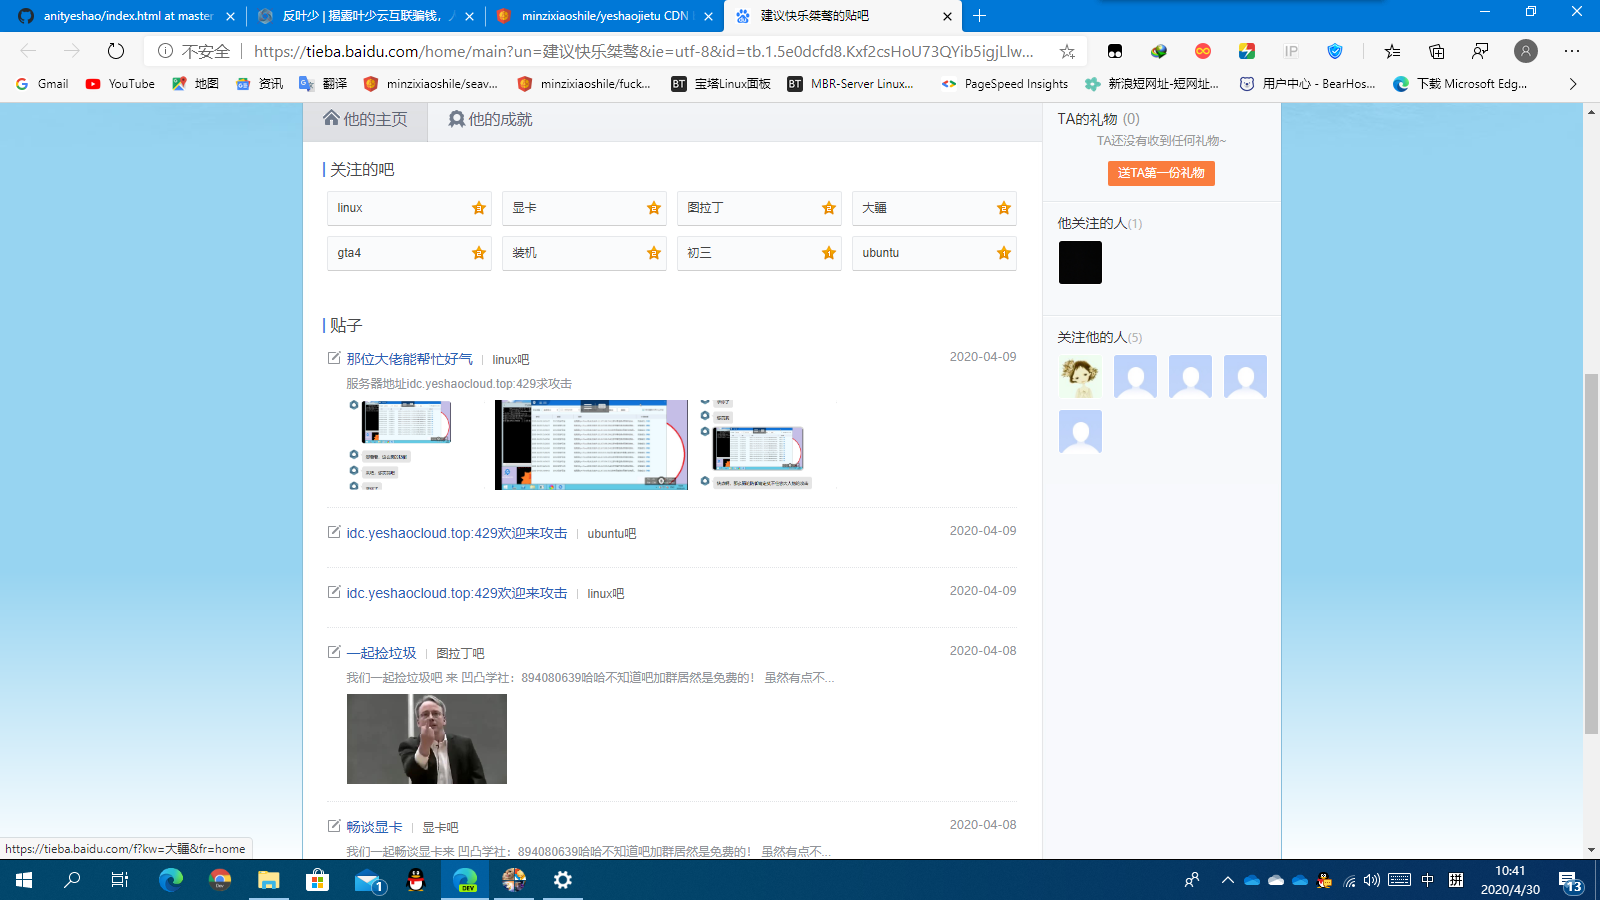 anityeshao/index.html at master
反叶少 | 揭露叶少云互联骗钱，
minzixiaoshile/yeshaojietu CDN
建议快乐桀骜的贴吧
不安全
https://tieba.baidu.com/home/main?un=建议快乐桀骜&ie=utf-8&id=tb.1.5e0dcfd8.Kxf2csHoU73QYib5igjLlw...
Gmail
YouTube
地图
资讯
翻译
minzixiaoshile/seav...
minzixiaoshile/fuck...
BT 宝塔Linux面板
BT MBR-Server Linux...
PageSpeed Insights
新浪短网址-短网址...
用户中心 - BearHos...
下载 Microsoft Edg...
他的主页
他的成就
关注的吧
linux 2
显卡 2
图拉丁 2
大疆 2
gta4 2
装机 2
初三 1
ubuntu 1
贴子
那位大佬能帮忙好气 | linux吧 2020-04-09
服务器地址idc.yeshaocloud.top:429求攻击
idc.yeshaocloud.top:429欢迎来攻击 | ubuntu吧 2020-04-09
idc.yeshaocloud.top:429欢迎来攻击 | linux吧 2020-04-09
一起捡垃圾 | 图拉丁吧 2020-04-08
我们一起捡垃圾吧 来 凹凸学社：894080639哈哈不知道吧加群居然是免费的！ 虽然有点不...
畅谈显卡 | 显卡吧 2020-04-08
我们一起畅谈显卡来 凹凸学社：894080639哈哈不知道吧加群居然是免费的！ 虽然有点不...
TA的礼物 (0)
TA还没有收到任何礼物~
送TA第一份礼物
他关注的人(1)
关注他的人(5)
https://tieba.baidu.com/f?kw=大疆&fr=home
Dev
1
DEV
中
拼
10:41
2020/4/30
13